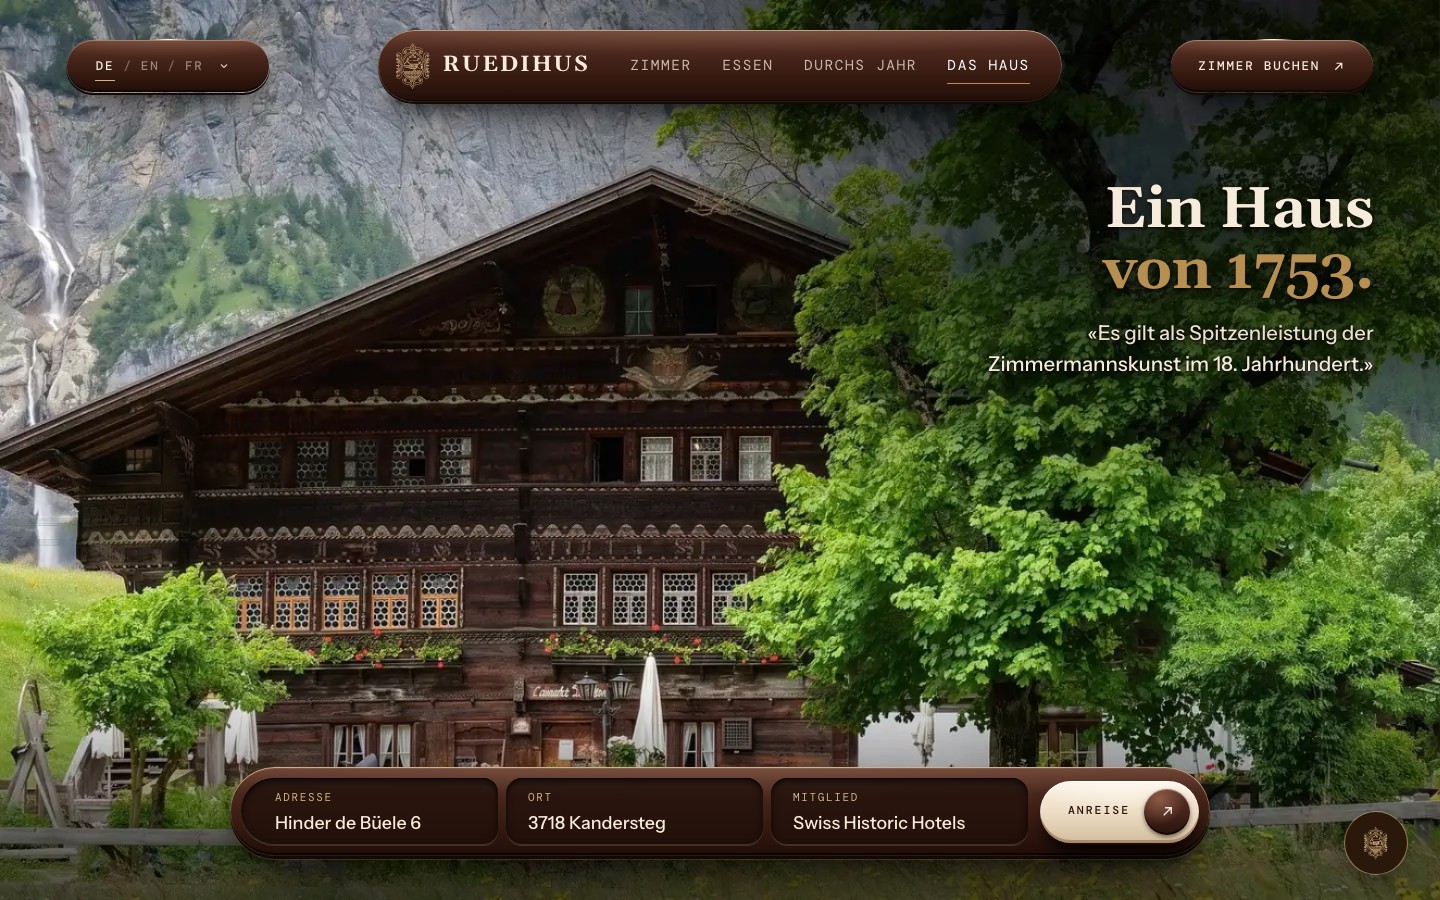 DE / EN / FR
RUEDIHUS
ZIMMER
ESSEN
DURCHS JAHR
DAS HAUS
ZIMMER BUCHEN
Ein Haus
von 1753.
«Es gilt als Spitzenleistung der
Zimmermannskunst im 18. Jahrhundert.»
ADRESSE
Hinder de Büele 6
ORT
3718 Kandersteg
MITGLIED
Swiss Historic Hotels
ANREISE